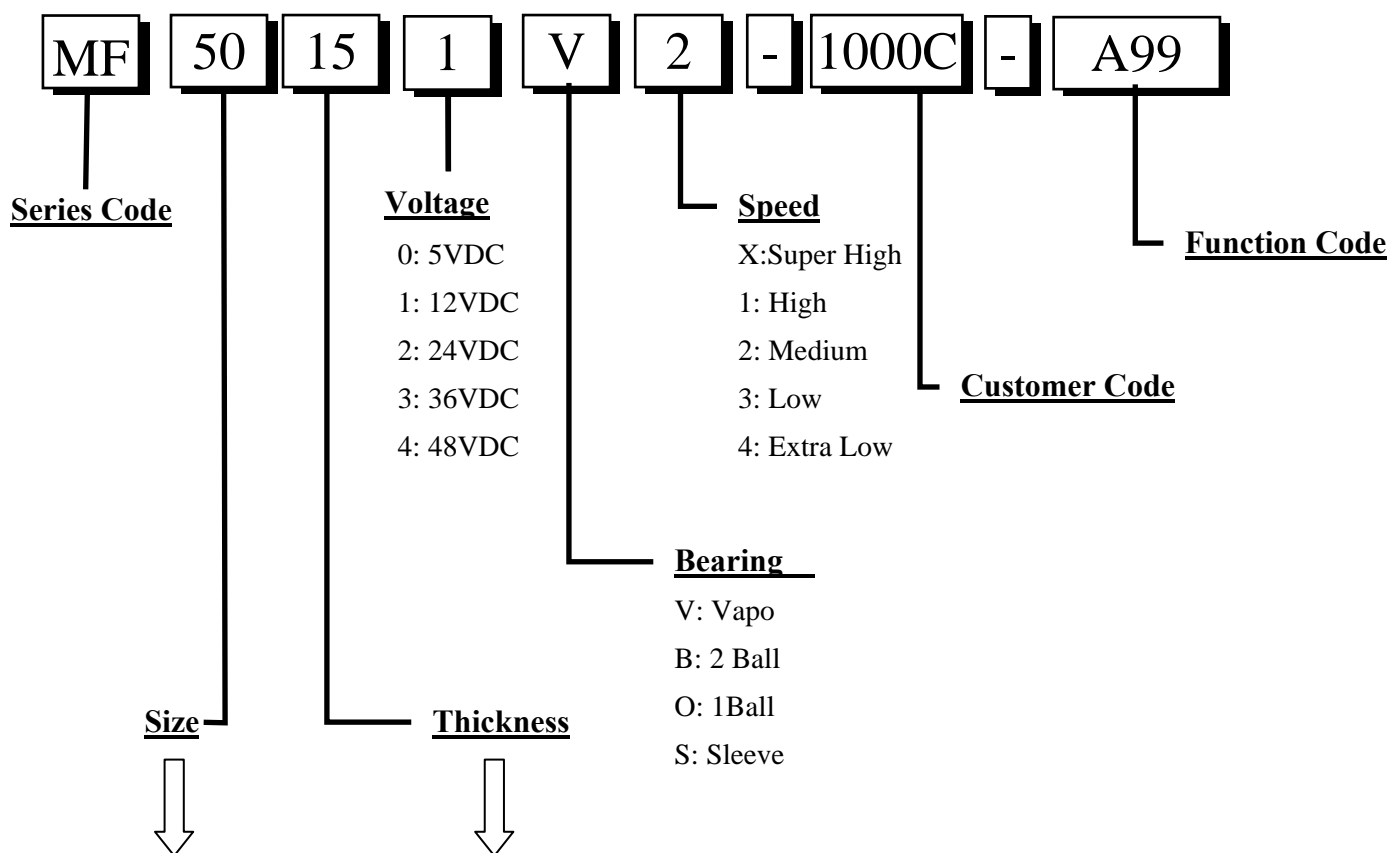 MF 50 15 1 V 2 - 1000C - A99
Series Code
Voltage
0: 5VDC
1: 12VDC
2: 24VDC
3: 36VDC
4: 48VDC
Speed
X:Super High
1: High
2: Medium
3: Low
4: Extra Low
Function Code
Customer Code
Bearing
V: Vapo
B: 2 Ball
O: 1Ball
S: Sleeve
Size
Thickness